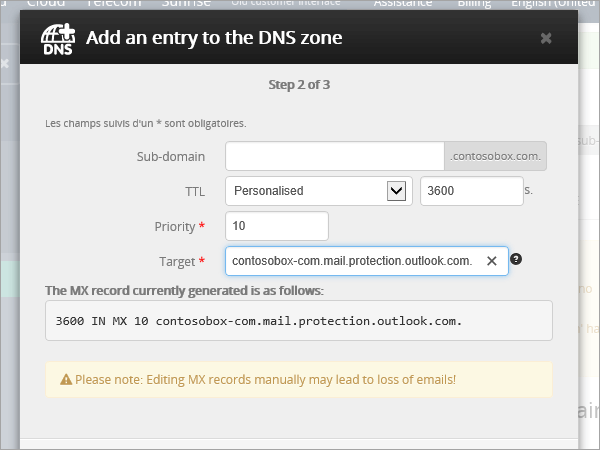 Cloud Telecom Sunrise Old customer interface Assistance Billing English (United
DNS
Add an entry to the DNS zone
Step 2 of 3
Les champs suivis d'un * sont obligatoires.
Sub-domain .contosobox.com.
TTL Personalised 3600 s.
Priority * 10
Target * contosobox-com.mail.protection.outlook.com.
The MX record currently generated is as follows:
3600 IN MX 10 contosobox-com.mail.protection.outlook.com.
Please note: Editing MX records manually may lead to loss of emails!